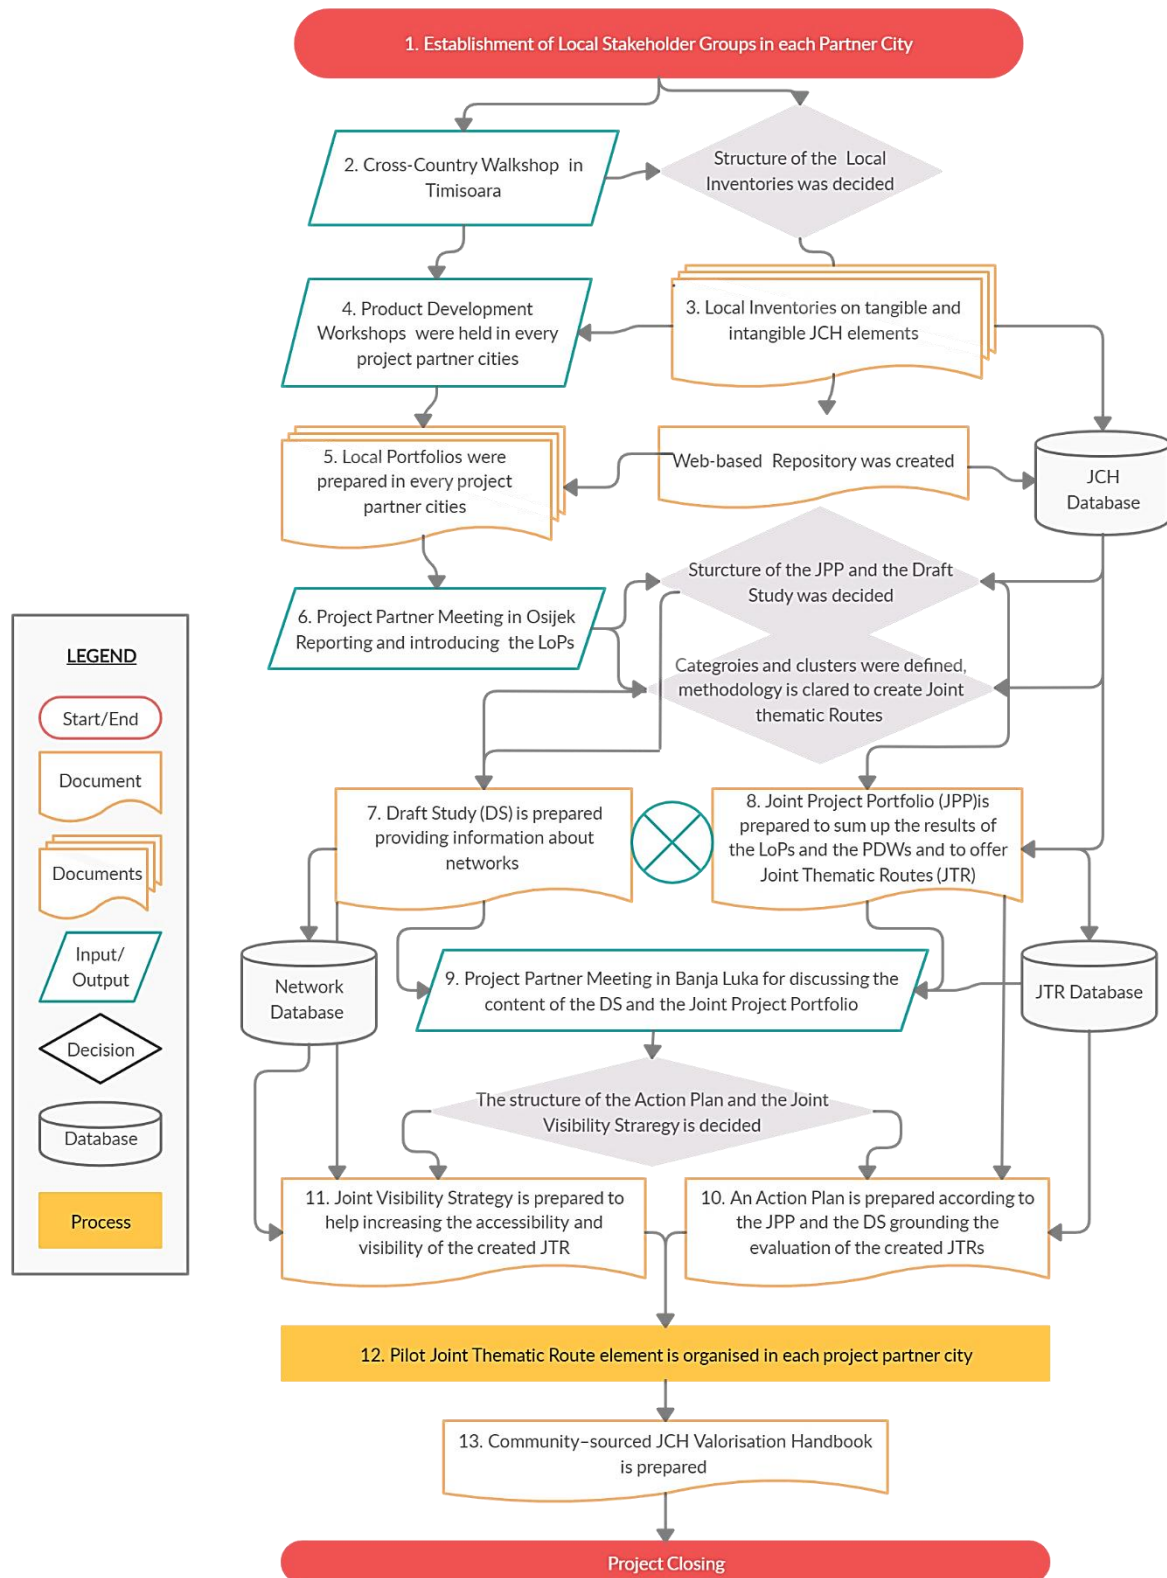 1. Establishment of Local Stakeholder Groups in each Partner City
2. Cross-Country Walkshop in
Timisoara
Structure of the Local
Inventories was decided
4. Product Development
Workshops were held in every
project partner cities
3. Local Inventories on tangible and
intangible JCH elements
5. Local Portfolios were
prepared in every project
partner cities
Web-based Repository was created
JCH
Database
Sturcture of the JPP and the Draft
Study was decided
6. Project Partner Meeting in Osijek
Reporting and introducing the LoPs
Categroies and clusters were defined,
methodology is clared to create Joint
thematic Routes
LEGEND
Start/End
Document
Documents
Input/
Output
Decision
Database
Process
7. Draft Study (DS) is prepared
providing information about
networks
8. Joint Project Portfolio (JPP)is
prepared to sum up the results of
the LoPs and the PDWs and to offer
Joint Thematic Routes (JTR)
Network
Database
9. Project Partner Meeting in Banja Luka for discussing the
content of the DS and the Joint Project Portfolio
JTR Database
The structure of the Action Plan and the Joint
Visibility Straregy is decided
11. Joint Visibility Strategy is prepared to
help increasing the accessibility and
visibility of the created JTR
10. An Action Plan is prepared according to
the JPP and the DS grounding the
evaluation of the created JTRs
12. Pilot Joint Thematic Route element is organised in each project partner city
13. Community–sourced JCH Valorisation Handbook
is prepared
Project Closing